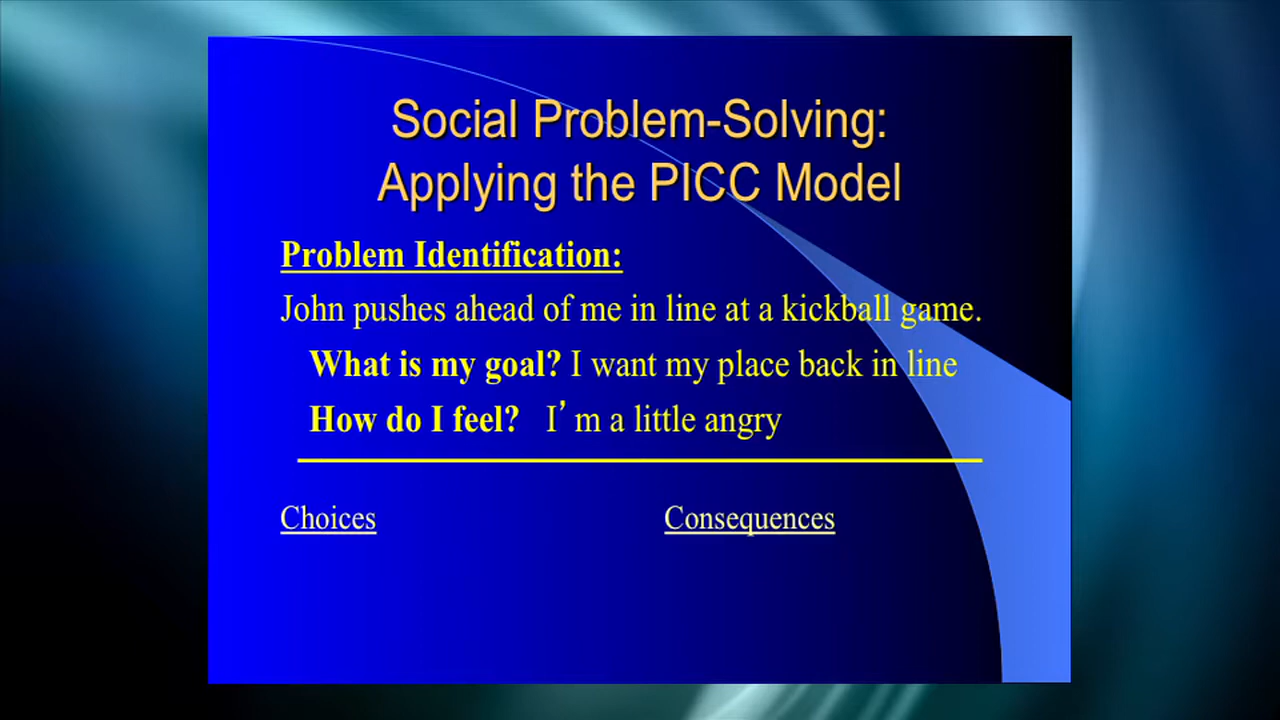 Social Problem-Solving:
Applying the PICC Model
Problem Identification:
John pushes ahead of me in line at a kickball game.
What is my goal? I want my place back in line
How do I feel? I’m a little angry
Choices Consequences